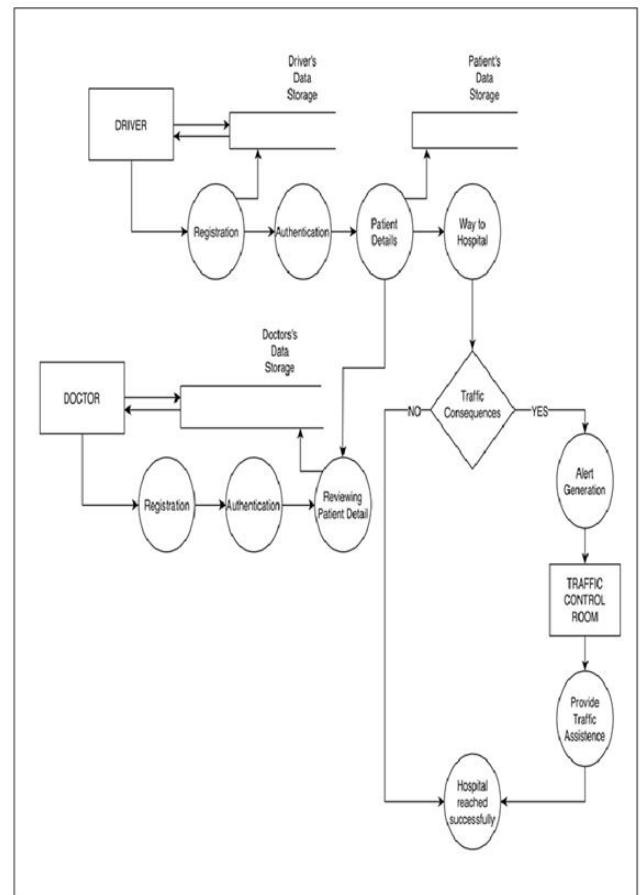 Driver's
Data
Storage
Patient's
Data
Storage
DRIVER
Registration
Authentication
Patient
Details
Way to
Hospital
Doctors's
Data
Storage
DOCTOR
Traffic
Consequences
NO
YES
Alert
Generation
Registration
Authentication
Reviewing
Patient Detail
TRAFFIC
CONTROL
ROOM
Provide
Traffic
Assistence
Hospital
reached
successfully